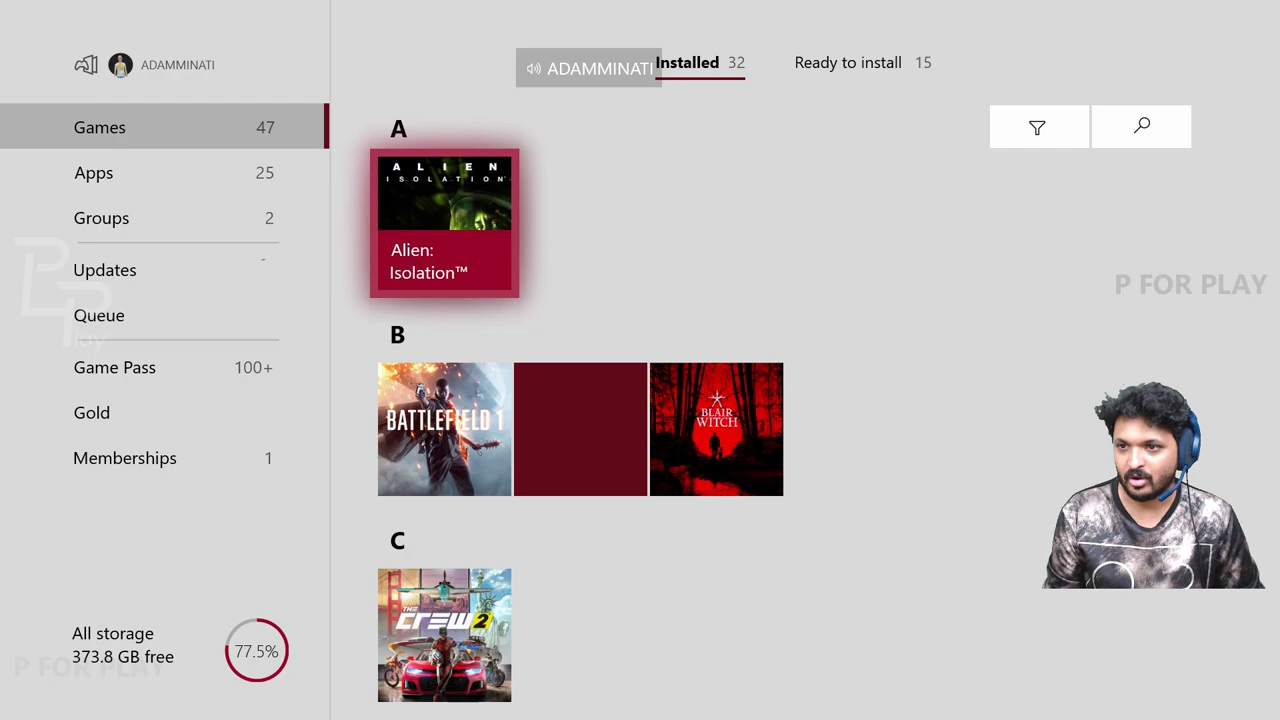 ADAMMINATI
Games 47
Apps 25
Groups 2
Updates
Queue
Game Pass 100+
Gold
Memberships 1
All storage
373.8 GB free
77.5%
P FOR PLAY
ADAMMINATI
Installed 32
Ready to install 15
A
ALIEN
ISOLATION
Alien:
Isolation™
B
BATTLEFIELD 1
BLAIR
WITCH
C
THE
CREW 2
P FOR PLAY